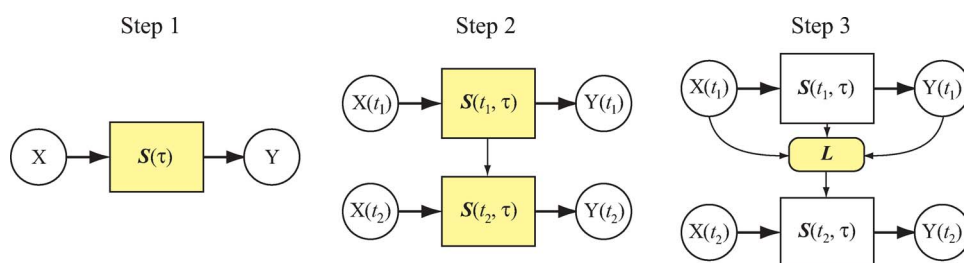 Step 1
X
S(τ)
Y
Step 2
X(t₁)
S(t₁, τ)
Y(t₁)
X(t₂)
S(t₂, τ)
Y(t₂)
Step 3
X(t₁)
S(t₁, τ)
Y(t₁)
L
X(t₂)
S(t₂, τ)
Y(t₂)